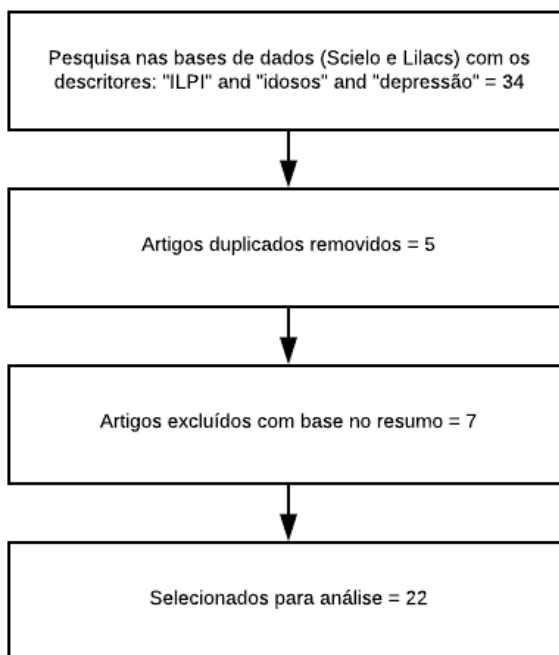 Pesquisa nas bases de dados (Scielo e Lilacs) com os
descritores: "ILPI" and "idosos" and "depressão" = 34
Artigos duplicados removidos = 5
Artigos excluídos com base no resumo = 7
Selecionados para análise = 22